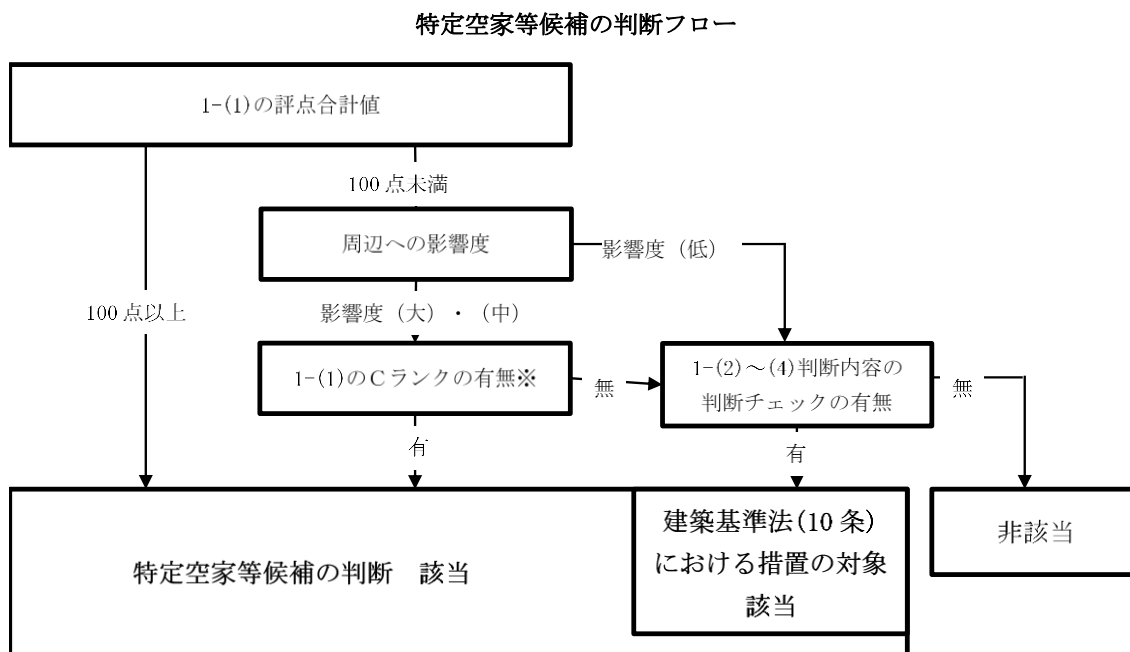 特定空家等候補の判断フロー
1-(1)の評点合計値
100点未満
周辺への影響度
影響度（低）
100点以上
影響度（大）・（中）
1-(1)のCランクの有無※
無
1-(2)～(4)判断内容の
判断チェックの有無
無
有
有
特定空家等候補の判断　該当
建築基準法(10条)
における措置の対象
該当
非該当